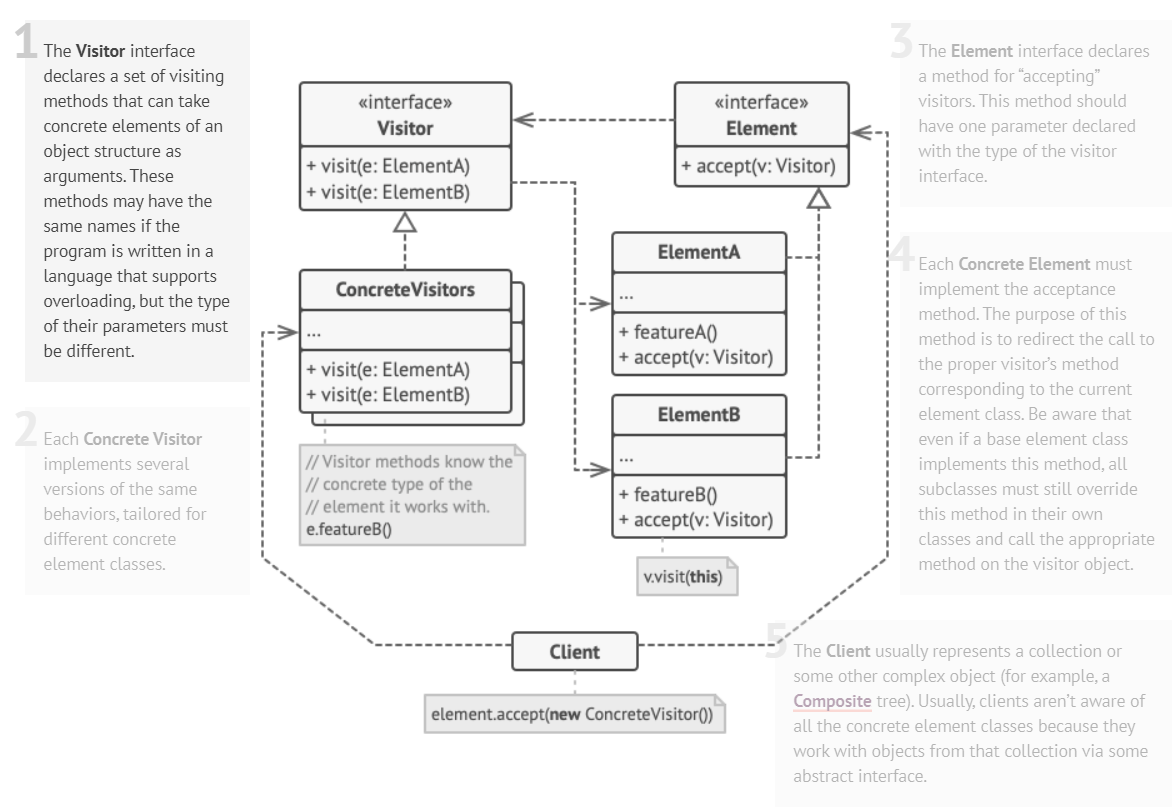 1
The Visitor interface
declares a set of visiting
methods that can take
concrete elements of an
object structure as
arguments. These
methods may have the
same names if the
program is written in a
language that supports
overloading, but the type
of their parameters must
be different.
2
Each Concrete Visitor
implements several
versions of the same
behaviors, tailored for
different concrete
element classes.
«interface»
Visitor
+ visit(e: ElementA)
+ visit(e: ElementB)
ConcreteVisitors
...
+ visit(e: ElementA)
+ visit(e: ElementB)
// Visitor methods know the
// concrete type of the
// element it works with.
e.featureB()
«interface»
Element
+ accept(v: Visitor)
ElementA
...
+ featureA()
+ accept(v: Visitor)
ElementB
...
+ featureB()
+ accept(v: Visitor)
v.visit(this)
Client
element.accept(new ConcreteVisitor())
3
The Element interface declares
a method for “accepting”
visitors. This method should
have one parameter declared
with the type of the visitor
interface.
4
Each Concrete Element must
implement the acceptance
method. The purpose of this
method is to redirect the call to
the proper visitor’s method
corresponding to the current
element class. Be aware that
even if a base element class
implements this method, all
subclasses must still override
this method in their own
classes and call the appropriate
method on the visitor object.
5
The Client usually represents a collection or
some other complex object (for example, a
Composite tree). Usually, clients aren’t aware of
all the concrete element classes because they
work with objects from that collection via some
abstract interface.